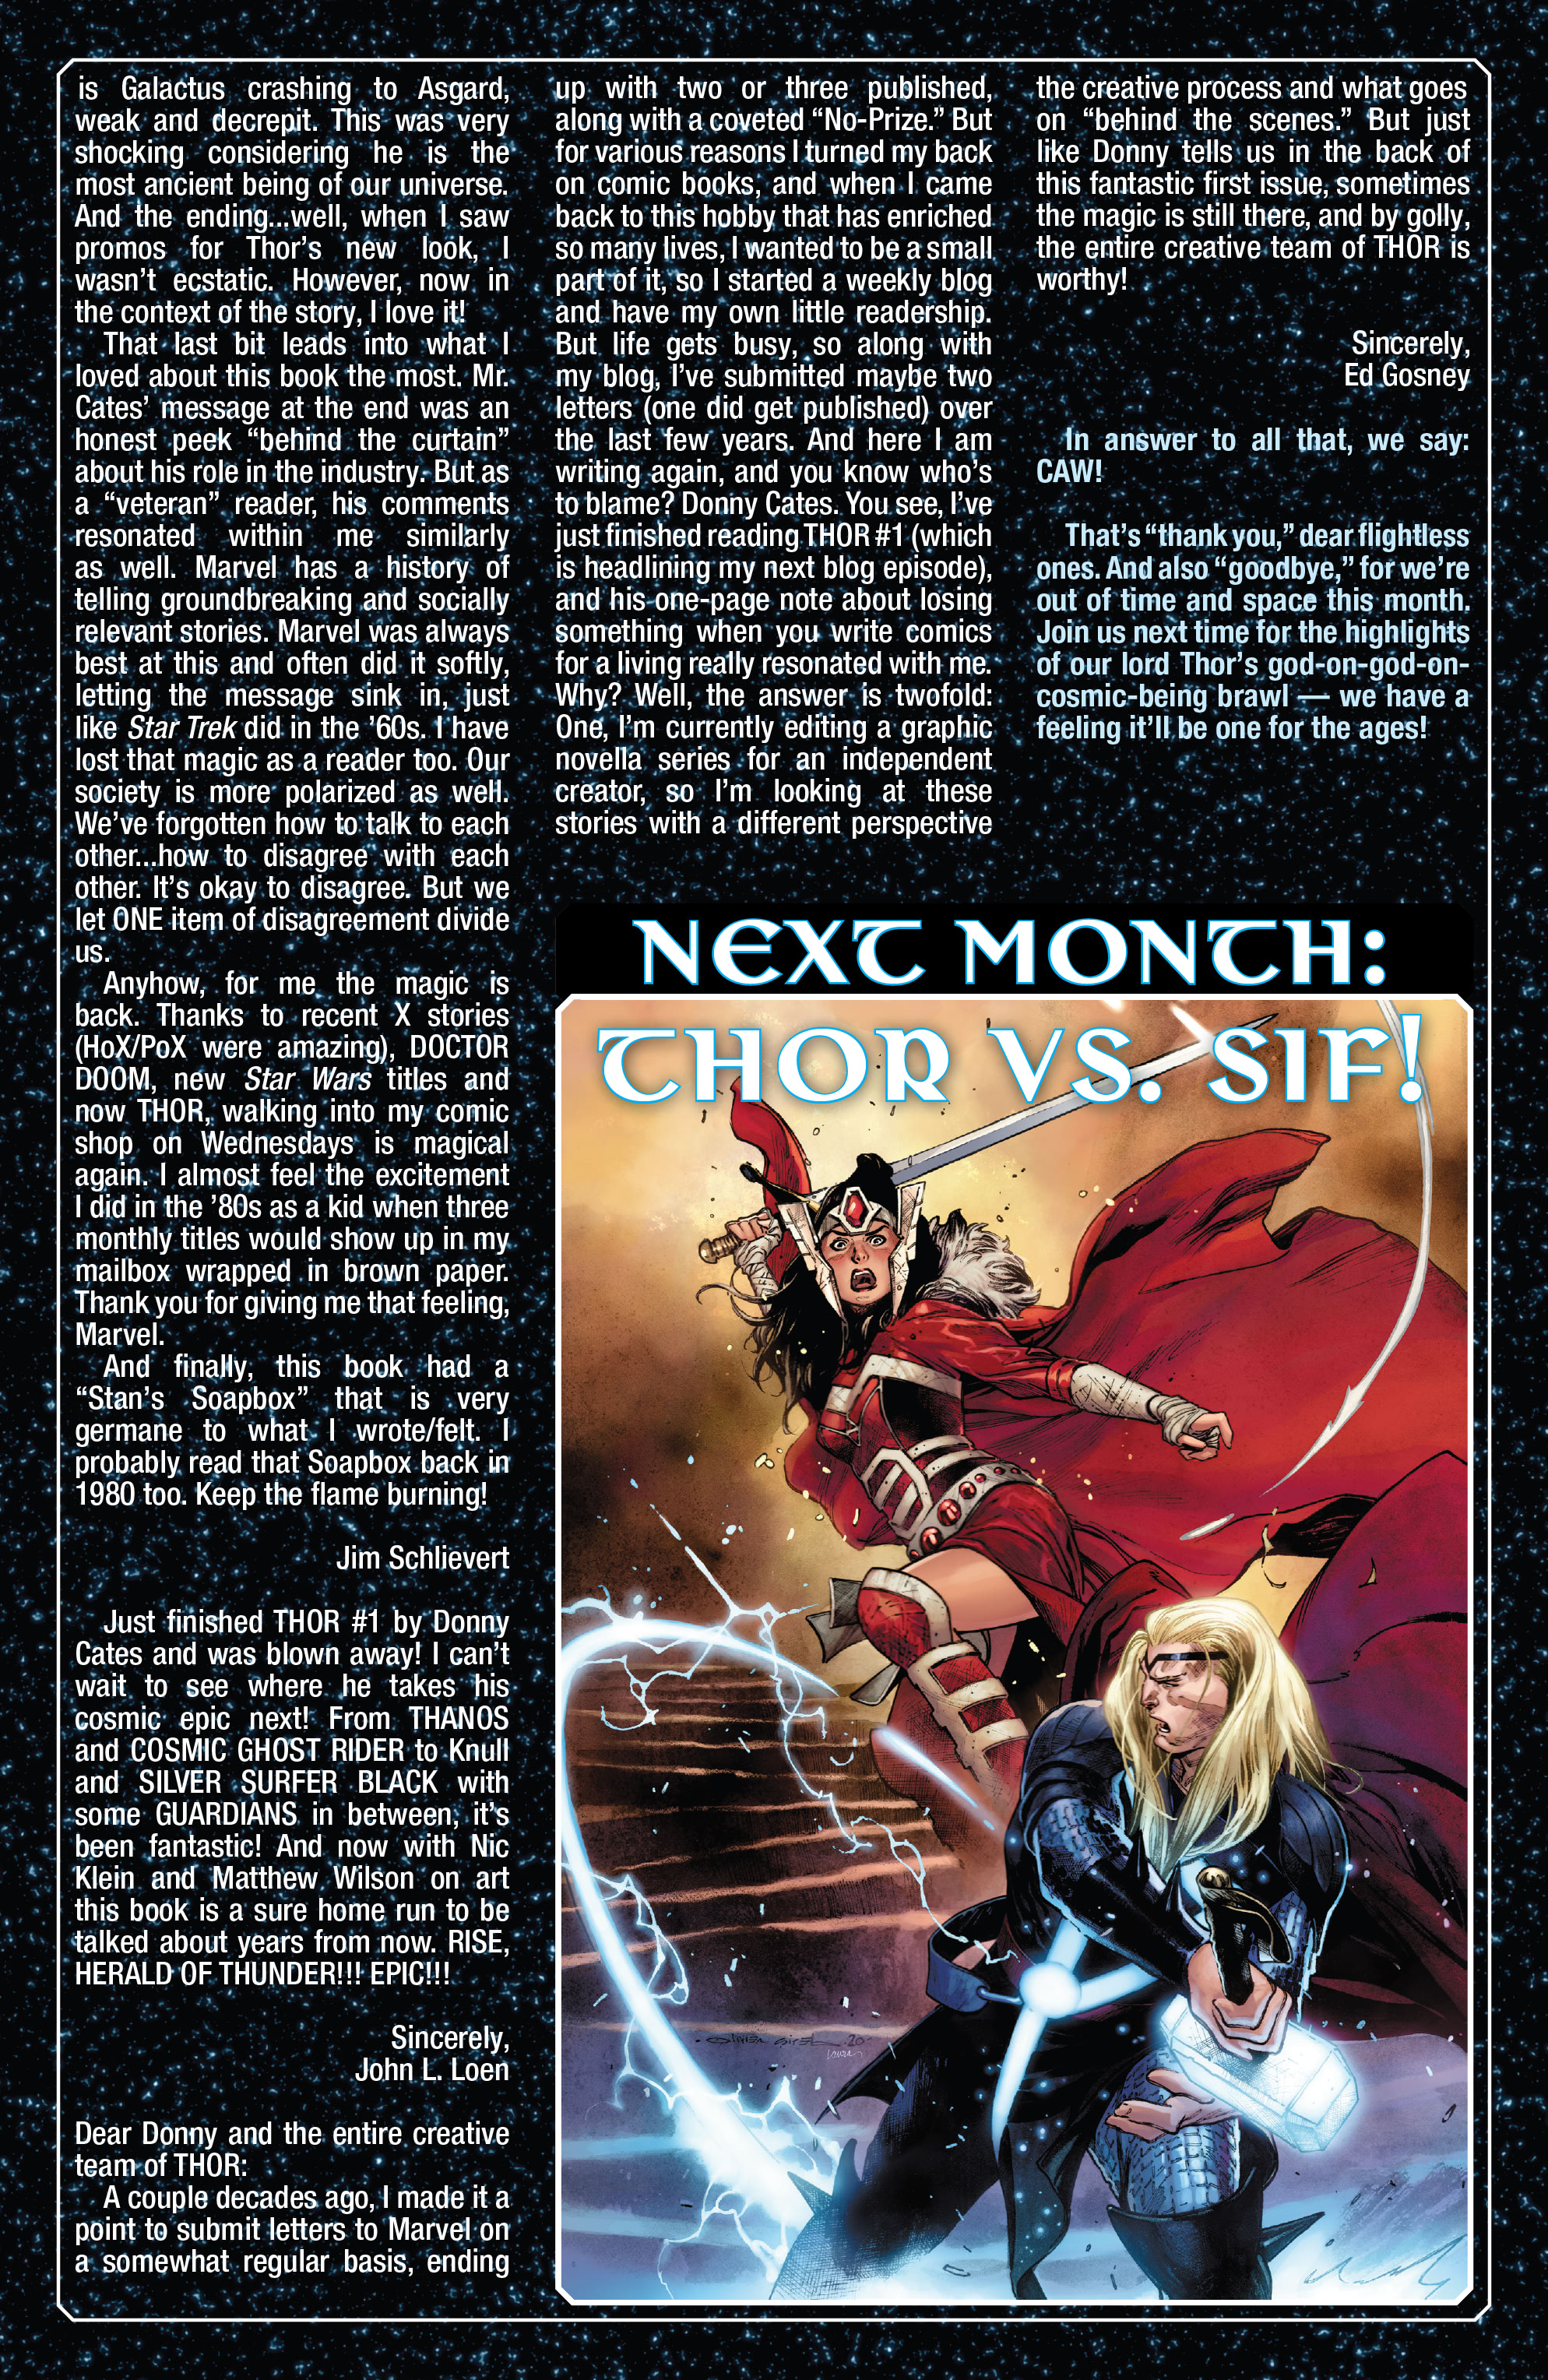 is Galactus crashing to Asgard,
weak and decrepit. This was very
shocking considering he is the
most ancient being of our universe.
And the ending...well, when I saw
promos for Thor’s new look, I
wasn’t ecstatic. However, now in
the context of the story, I love it!
That last bit leads into what I
loved about this book the most. Mr.
Cates’ message at the end was an
honest peek “behind the curtain”
about his role in the industry. But as
a “veteran” reader, his comments
resonated within me similarly
as well. Marvel has a history of
telling groundbreaking and socially
relevant stories. Marvel was always
best at this and often did it softly,
letting the message sink in, just
like Star Trek did in the ’60s. I have
lost that magic as a reader too. Our
society is more polarized as well.
We’ve forgotten how to talk to each
other...how to disagree with each
other. It’s okay to disagree. But we
let ONE item of disagreement divide
us.
Anyhow, for me the magic is
back. Thanks to recent X stories
(HoX/PoX were amazing), DOCTOR
DOOM, new Star Wars titles and
now THOR, walking into my comic
shop on Wednesdays is magical
again. I almost feel the excitement
I did in the ’80s as a kid when three
monthly titles would show up in my
mailbox wrapped in brown paper.
Thank you for giving me that feeling,
Marvel.
And finally, this book had a
“Stan’s Soapbox” that is very
germane to what I wrote/felt. I
probably read that Soapbox back in
1980 too. Keep the flame burning!
Jim Schlievert
Just finished THOR #1 by Donny
Cates and was blown away! I can’t
wait to see where he takes his
cosmic epic next! From THANOS
and COSMIC GHOST RIDER to Knull
and SILVER SURFER BLACK with
some GUARDIANS in between, it’s
been fantastic! And now with Nic
Klein and Matthew Wilson on art
this book is a sure home run to be
talked about years from now. RISE,
HERALD OF THUNDER!!! EPIC!!!
Sincerely,
John L. Loen
Dear Donny and the entire creative
team of THOR:
A couple decades ago, I made it a
point to submit letters to Marvel on
a somewhat regular basis, ending
up with two or three published,
along with a coveted “No-Prize.” But
for various reasons I turned my back
on comic books, and when I came
back to this hobby that has enriched
so many lives, I wanted to be a small
part of it, so I started a weekly blog
and have my own little readership.
But life gets busy, so along with
my blog, I’ve submitted maybe two
letters (one did get published) over
the last few years. And here I am
writing again, and you know who’s
to blame? Donny Cates. You see, I’ve
just finished reading THOR #1 (which
is headlining my next blog episode),
and his one-page note about losing
something when you write comics
for a living really resonated with me.
Why? Well, the answer is twofold:
One, I’m currently editing a graphic
novella series for an independent
creator, so I’m looking at these
stories with a different perspective
the creative process and what goes
on “behind the scenes.” But just
like Donny tells us in the back of
this fantastic first issue, sometimes
the magic is still there, and by golly,
the entire creative team of THOR is
worthy!
Sincerely,
Ed Gosney
In answer to all that, we say:
CAW!
That’s “thank you,” dear flightless
ones. And also “goodbye,” for we’re
out of time and space this month.
Join us next time for the highlights
of our lord Thor’s god-on-god-on-
cosmic-being brawl — we have a
feeling it’ll be one for the ages!
NEXT MONTH:
THOR VS. SIF!
OLIVIER COIPEL 20
Laura